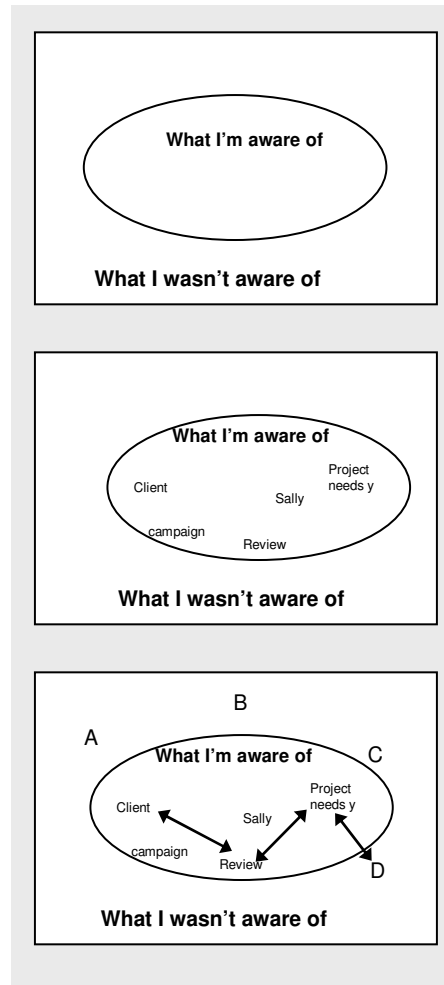 What I'm aware of
What I wasn't aware of
What I'm aware of
Project
needs y
Client
Sally
campaign
Review
What I wasn't aware of
B
A
What I'm aware of
C
Project
needs y
Client
Sally
campaign
Review
D
What I wasn't aware of